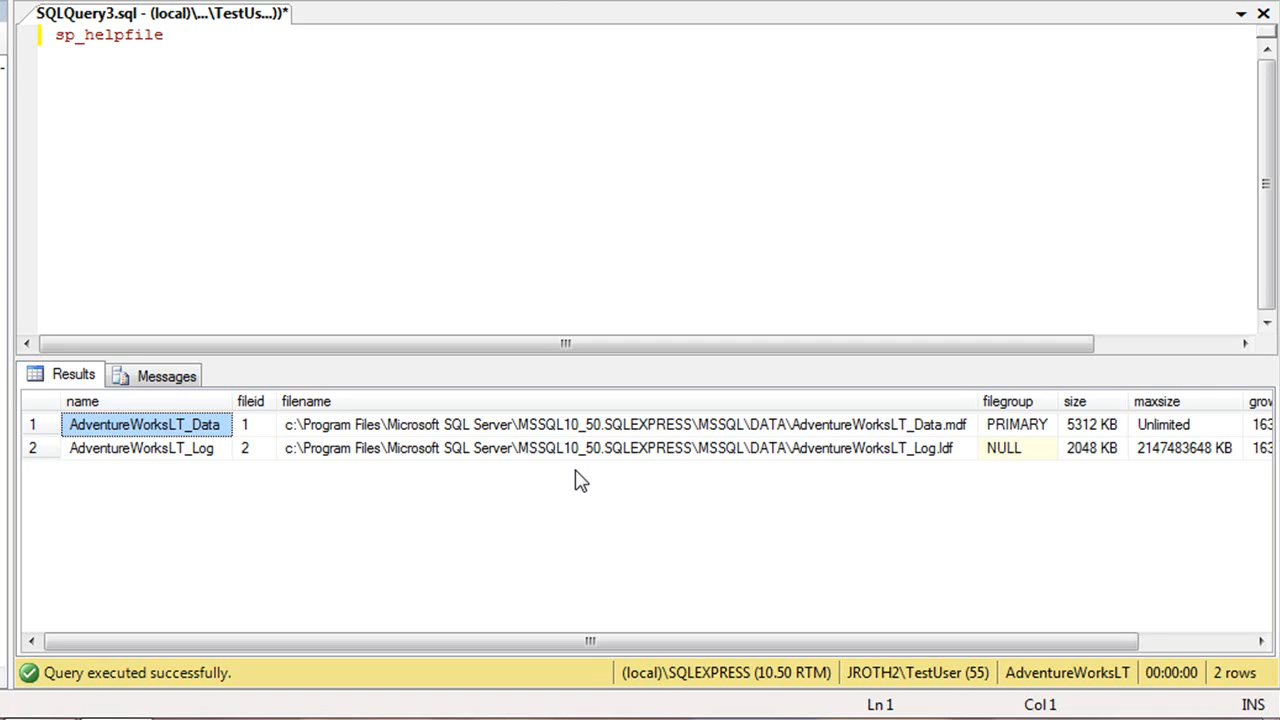 SQLQuery3.sql - (local)\...\TestUs...))*
sp_helpfile
Results Messages
name fileid filename filegroup size maxsize grow
1 AdventureWorksLT_Data 1 c:\Program Files\Microsoft SQL Server\MSSQL10_50.SQLEXPRESS\MSSQL\DATA\AdventureWorksLT_Data.mdf PRIMARY 5312 KB Unlimited 163
2 AdventureWorksLT_Log 2 c:\Program Files\Microsoft SQL Server\MSSQL10_50.SQLEXPRESS\MSSQL\DATA\AdventureWorksLT_Log.ldf NULL 2048 KB 2147483648 KB 163
Query executed successfully. (local)\SQLEXPRESS (10.50 RTM) JROTH2\TestUser (55) AdventureWorksLT 00:00:00 2 rows
Ln 1 Col 1 INS